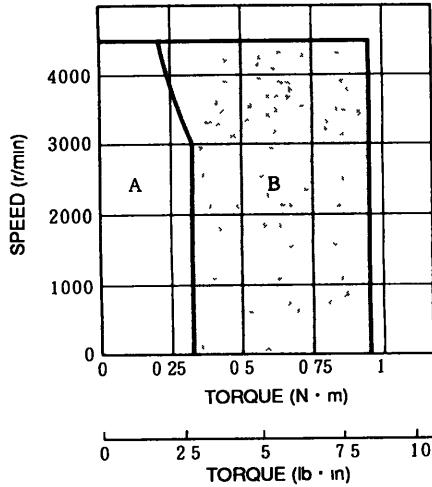 SPEED (r/min)
4000
3000
2000
1000
0
A
B
0 0 25 0 5 0 75 1
TORQUE (N · m)
0 2 5 5 7 5 10
TORQUE (lb · in)